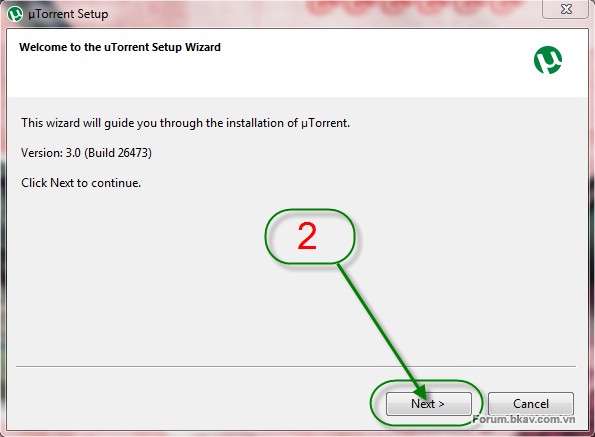 µTorrent Setup
Welcome to the uTorrent Setup Wizard
µ
This wizard will guide you through the installation of µTorrent.
Version: 3.0 (Build 26473)
Click Next to continue.
2
Next >
Cancel
Forum.bkav.com.vn